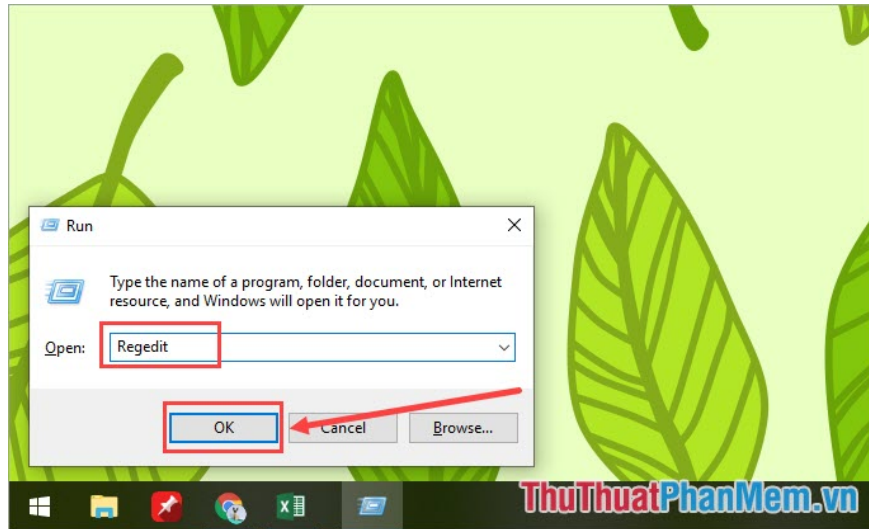 Run
Type the name of a program, folder, document, or Internet
resource, and Windows will open it for you.
Open: Regedit
OK Cancel Browse...
ThuThuatPhanMem.vn